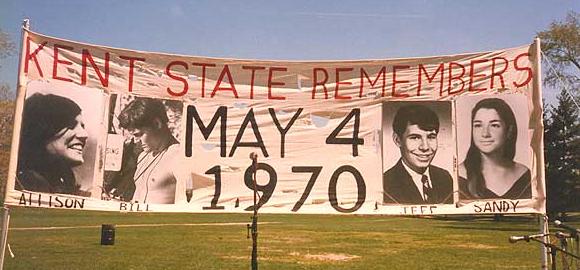 KENT STATE REMEMBERS
MAY 4
1970
ALLISON
BILL
JEFF
SANDY